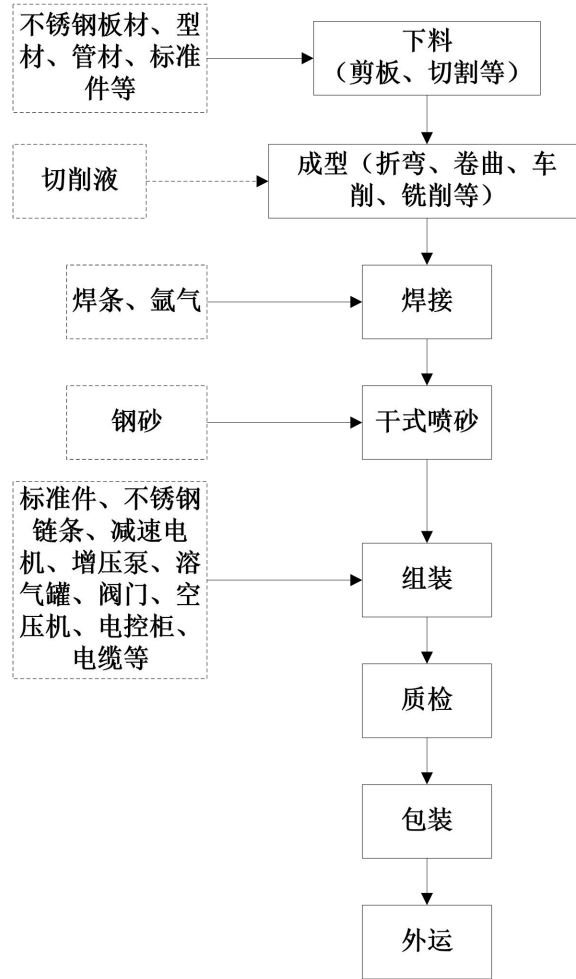 不锈钢板材、型
材、管材、标准
件等
下料
（剪板、切割等）
切削液
成型（折弯、卷曲、车
削、铣削等）
焊条、氩气
焊接
钢砂
干式喷砂
标准件、不锈钢
链条、减速电
机、增压泵、溶
气罐、阀门、空
压机、电控柜、
电缆等
组装
质检
包装
外运